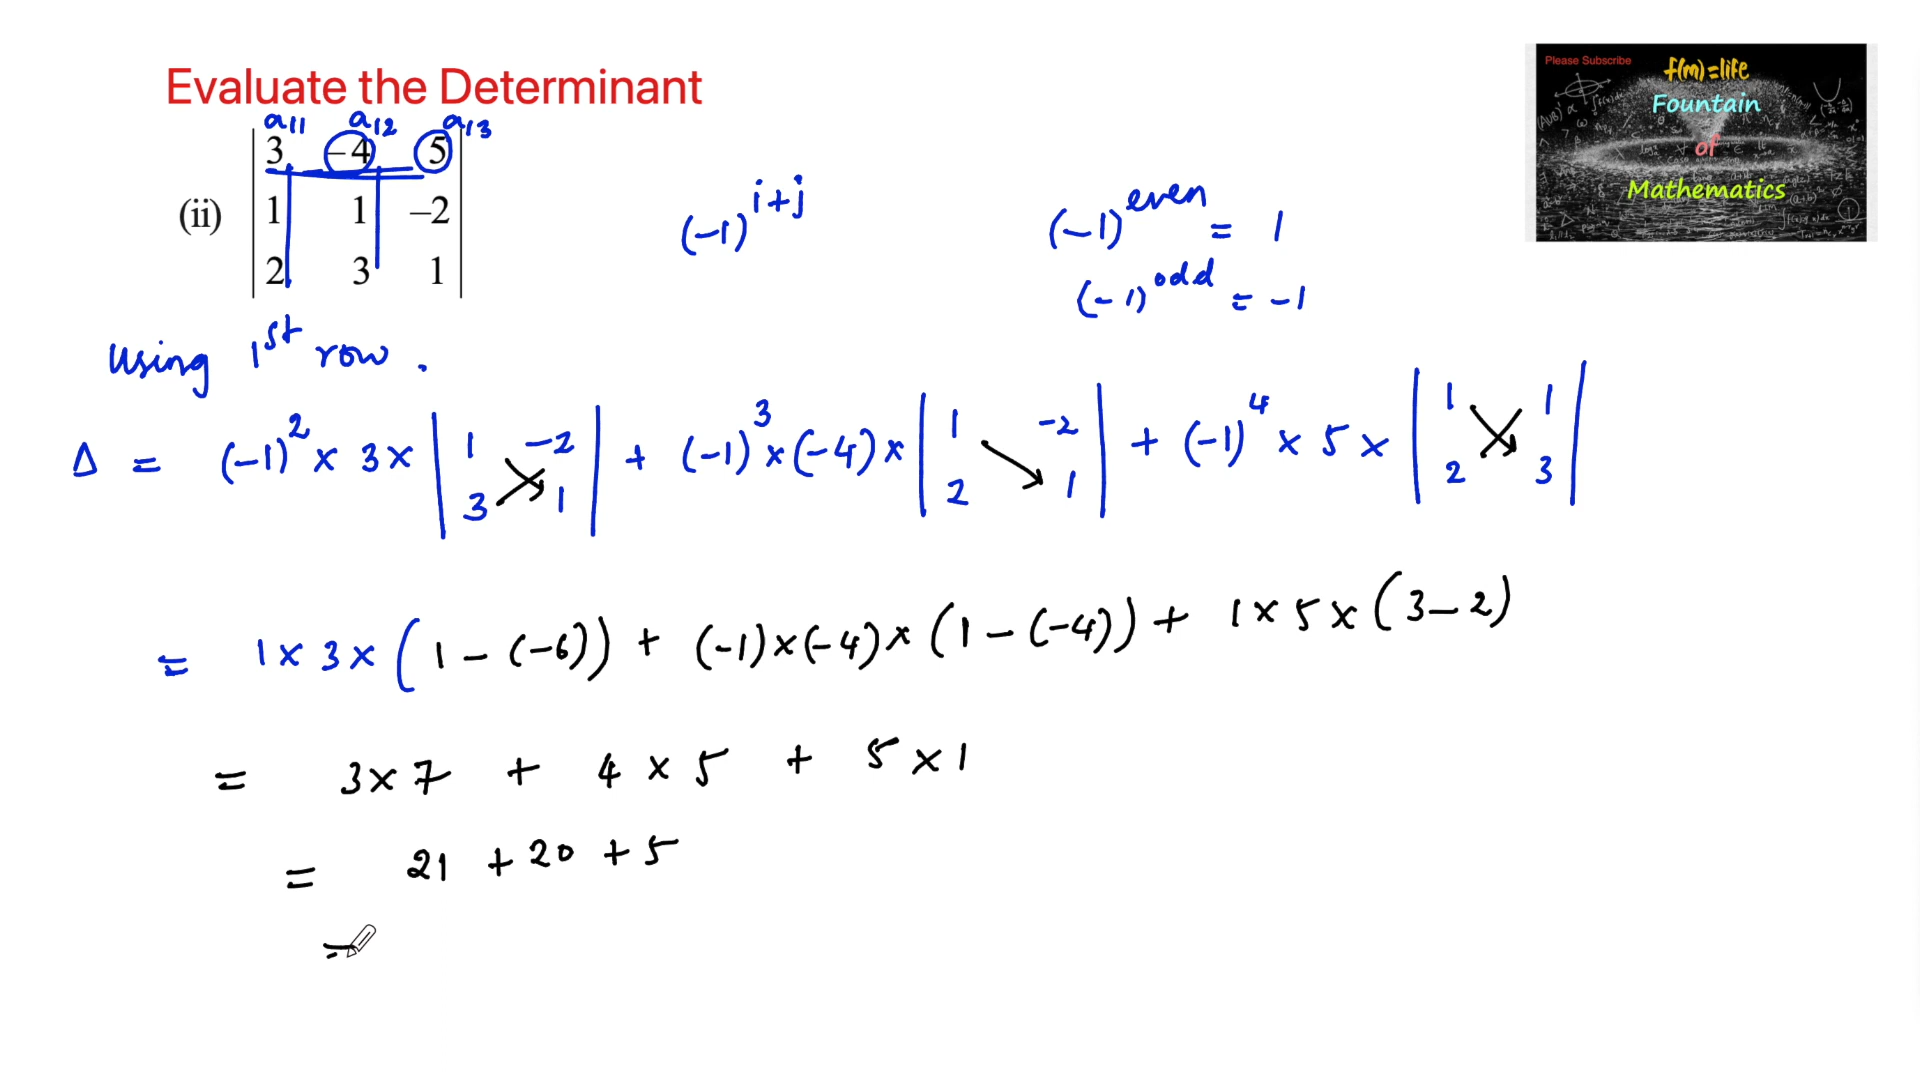 Evaluate the Determinant
a11 a12 a13
3 −4 5
(ii) 1 1 −2
2 3 1
(-1)^{i+j}
(-1)^{even} = 1
(-1)^{odd} = -1
Please Subscribe
f(m)=life
Fountain
of
Mathematics
Using 1st row.
Δ = (-1)^2 × 3 × | 1 -2 | + (-1)^3 × (-4) × | 1 -2 | + (-1)^4 × 5 × | 1 1 |
| 3 1 | | 2 1 | | 2 3 |
= 1 × 3 × (1 - (-6)) + (-1) × (-4) × (1 - (-4)) + 1 × 5 × (3 - 2)
= 3 × 7 + 4 × 5 + 5 × 1
= 21 + 20 + 5
=